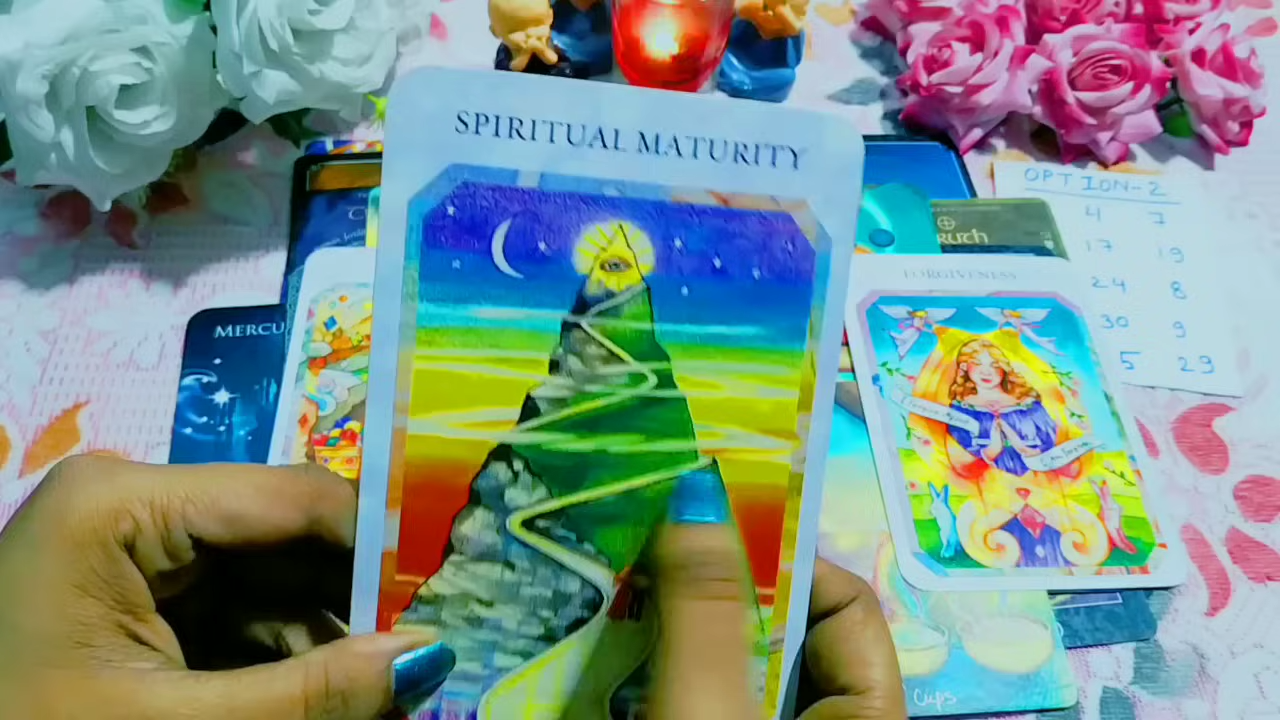 SPIRITUAL MATURITY
OPTION-2
4 7
17 19
24 8
30 9
5 29
FORGIVENESS
MERCU
Cups